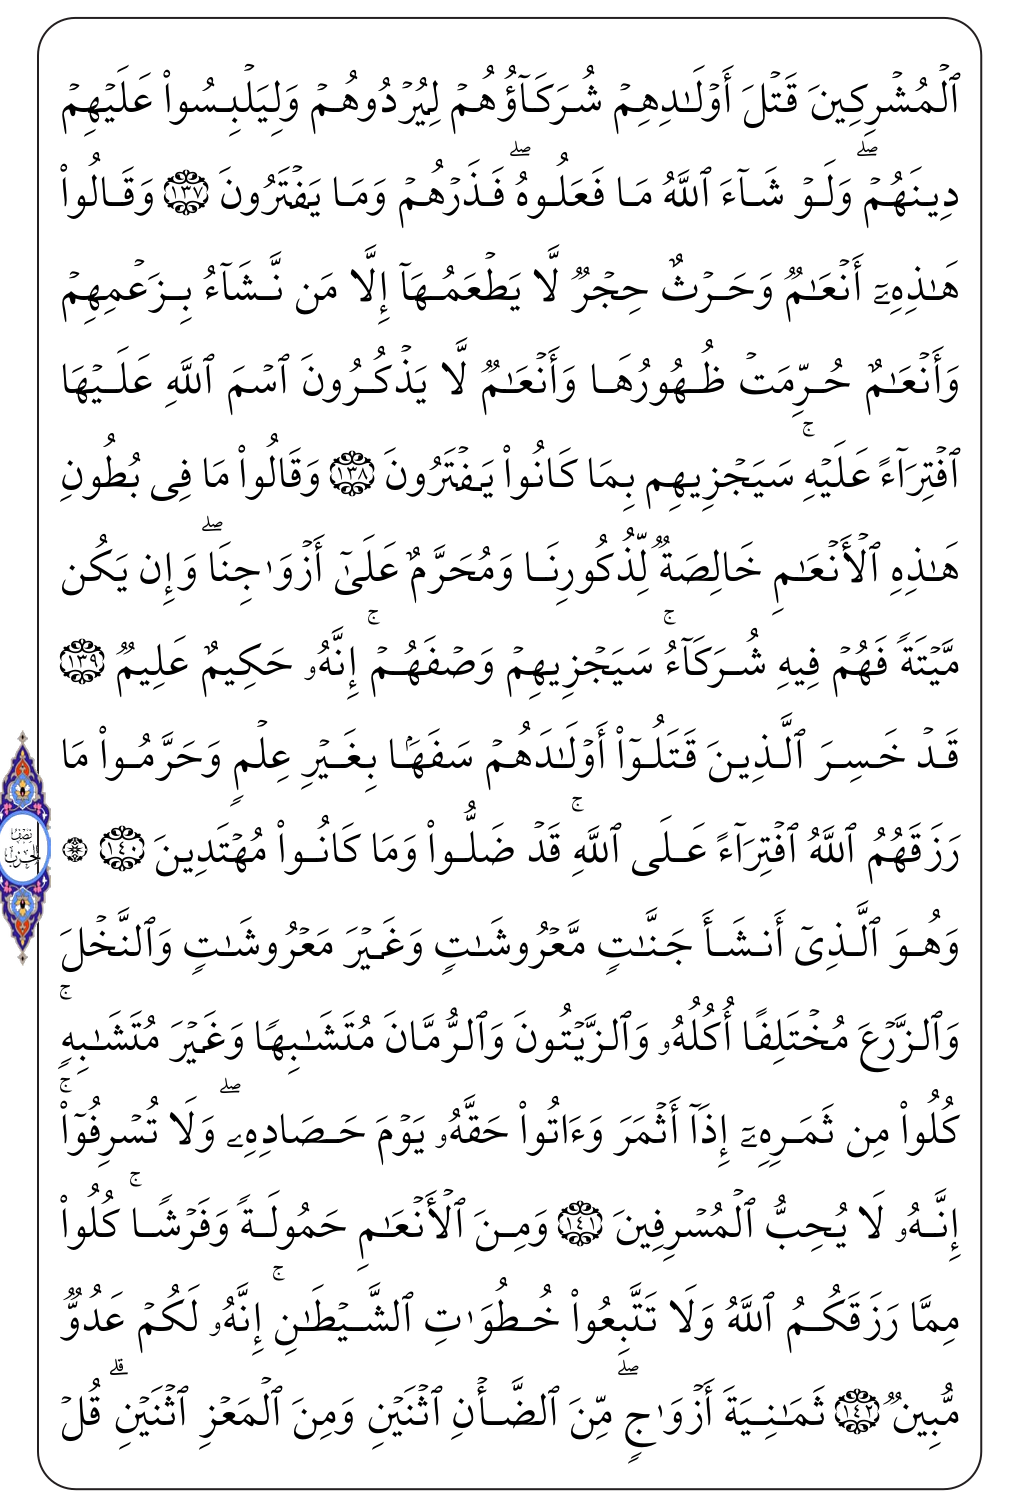 ٱلۡمُشۡرِكِينَ قَتۡلَ أَوۡلَٰدِهِمۡ شُرَكَآؤُهُمۡ لِيُرۡدُوهُمۡ وَلِيَلۡبِسُواْ عَلَيۡهِمۡ
دِينَهُمۡۖ وَلَوۡ شَآءَ ٱللَّهُ مَا فَعَلُوهُۖ فَذَرۡهُمۡ وَمَا يَفۡتَرُونَ ١٣٧ وَقَالُواْ
هَٰذِهِۦٓ أَنۡعَٰمٞ وَحَرۡثٌ حِجۡرٞ لَّا يَطۡعَمُهَآ إِلَّا مَن نَّشَآءُ بِزَعۡمِهِمۡ
وَأَنۡعَٰمٌ حُرِّمَتۡ ظُهُورُهَا وَأَنۡعَٰمٞ لَّا يَذۡكُرُونَ ٱسۡمَ ٱللَّهِ عَلَيۡهَا
ٱفۡتِرَآءً عَلَيۡهِۚ سَيَجۡزِيهِم بِمَا كَانُواْ يَفۡتَرُونَ ١٣٨ وَقَالُواْ مَا فِي بُطُونِ
هَٰذِهِ ٱلۡأَنۡعَٰمِ خَالِصَةٞ لِّذُكُورِنَا وَمُحَرَّمٌ عَلَىٰٓ أَزۡوَٰجِنَاۖ وَإِن يَكُن
مَّيۡتَةٗ فَهُمۡ فِيهِ شُرَكَآءُۚ سَيَجۡزِيهِمۡ وَصۡفَهُمۡۚ إِنَّهُۥ حَكِيمٌ عَلِيمٞ ١٣٩
قَدۡ خَسِرَ ٱلَّذِينَ قَتَلُوٓاْ أَوۡلَٰدَهُمۡ سَفَهَۢا بِغَيۡرِ عِلۡمٖ وَحَرَّمُواْ مَا
رَزَقَهُمُ ٱللَّهُ ٱفۡتِرَآءً عَلَى ٱللَّهِۚ قَدۡ ضَلُّواْ وَمَا كَانُواْ مُهۡتَدِينَ ١٤٠ ۞
نصف الحزب
وَهُوَ ٱلَّذِيٓ أَنشَأَ جَنَّٰتٖ مَّعۡرُوشَٰتٖ وَغَيۡرَ مَعۡرُوشَٰتٖ وَٱلنَّخۡلَ
وَٱلزَّرۡعَ مُخۡتَلِفًا أُكُلُهُۥ وَٱلزَّيۡتُونَ وَٱلرُّمَّانَ مُتَشَٰبِهٗا وَغَيۡرَ مُتَشَٰبِهٖۚ
كُلُواْ مِن ثَمَرِهِۦٓ إِذَآ أَثۡمَرَ وَءَاتُواْ حَقَّهُۥ يَوۡمَ حَصَادِهِۦۖ وَلَا تُسۡرِفُوٓاْۚ
إِنَّهُۥ لَا يُحِبُّ ٱلۡمُسۡرِفِينَ ١٤١ وَمِنَ ٱلۡأَنۡعَٰمِ حَمُولَةٗ وَفَرۡشٗاۚ كُلُواْ
مِمَّا رَزَقَكُمُ ٱللَّهُ وَلَا تَتَّبِعُواْ خُطُوَٰتِ ٱلشَّيۡطَٰنِۚ إِنَّهُۥ لَكُمۡ عَدُوّٞ
مُّبِينٞ ١٤٢ ثَمَٰنِيَةَ أَزۡوَٰجٖۖ مِّنَ ٱلضَّأۡنِ ٱثۡنَيۡنِ وَمِنَ ٱلۡمَعۡزِ ٱثۡنَيۡنِۗ قُلۡ